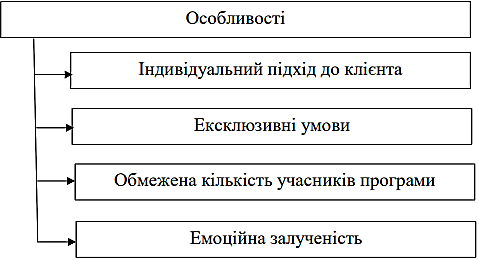 Особливості
Індивідуальний підхід до клієнта
Ексклюзивні умови
Обмежена кількість учасників програми
Емоційна залученість